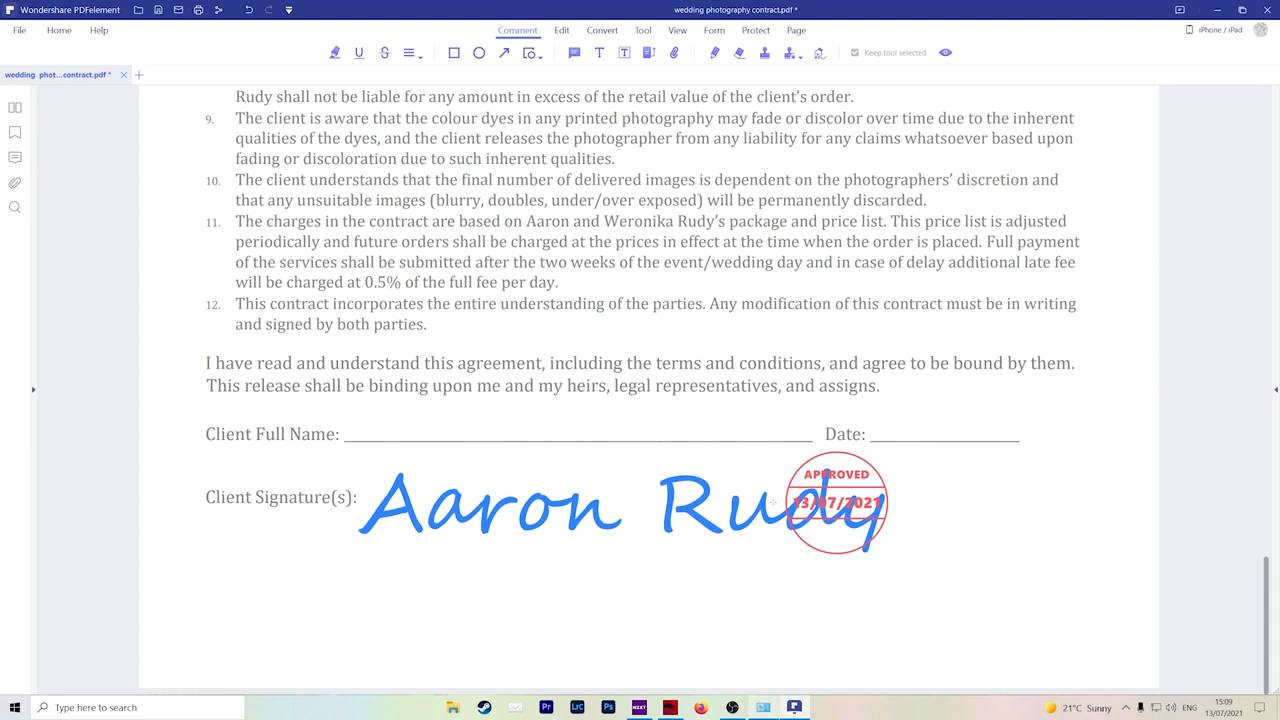 Wondershare PDFelement
wedding photography contract.pdf *
File Home Help Comment Edit Convert Tool View Form Protect Page iPhone / iPad
Keep tool selected
wedding phot...contract.pdf *
Rudy shall not be liable for any amount in excess of the retail value of the client's order.
9. The client is aware that the colour dyes in any printed photography may fade or discolor over time due to the inherent
qualities of the dyes, and the client releases the photographer from any liability for any claims whatsoever based upon
fading or discoloration due to such inherent qualities.
10. The client understands that the final number of delivered images is dependent on the photographers' discretion and
that any unsuitable images (blurry, doubles, under/over exposed) will be permanently discarded.
11. The charges in the contract are based on Aaron and Weronika Rudy's package and price list. This price list is adjusted
periodically and future orders shall be charged at the prices in effect at the time when the order is placed. Full payment
of the services shall be submitted after the two weeks of the event/wedding day and in case of delay additional late fee
will be charged at 0.5% of the full fee per day.
12. This contract incorporates the entire understanding of the parties. Any modification of this contract must be in writing
and signed by both parties.
I have read and understand this agreement, including the terms and conditions, and agree to be bound by them.
This release shall be binding upon me and my heirs, legal representatives, and assigns.
Client Full Name: Date:
Client Signature(s): Aaron Rudy
APPROVED
13/07/2021
Type here to search
Pr
LrC
Ps
NEXT
21°C Sunny
ENG
15:09
13/07/2021